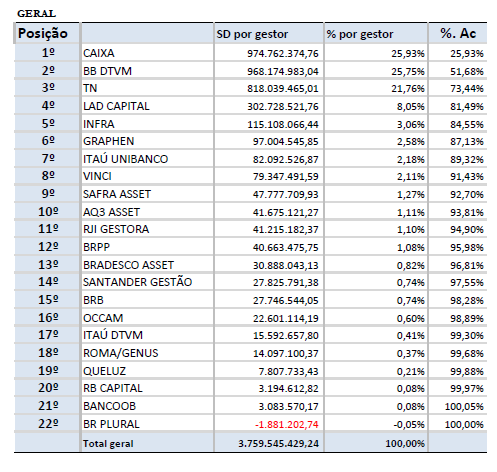 GERAL
Posição SD por gestor % por gestor %. Ac
1º CAIXA 974.762.374,76 25,93% 25,93%
2º BB DTVM 968.174.983,04 25,75% 51,68%
3º TN 818.039.465,01 21,76% 73,44%
4º LAD CAPITAL 302.728.521,76 8,05% 81,49%
5º INFRA 115.108.066,44 3,06% 84,55%
6º GRAPHEN 97.004.545,85 2,58% 87,13%
7º ITAÚ UNIBANCO 82.092.526,87 2,18% 89,32%
8º VINCI 79.347.491,59 2,11% 91,43%
9º SAFRA ASSET 47.777.709,93 1,27% 92,70%
10º AQ3 ASSET 41.675.121,27 1,11% 93,81%
11º RJI GESTORA 41.215.182,37 1,10% 94,90%
12º BRPP 40.663.475,75 1,08% 95,98%
13º BRADESCO ASSET 30.888.043,13 0,82% 96,81%
14º SANTANDER GESTÃO 27.825.791,38 0,74% 97,55%
15º BRB 27.746.544,05 0,74% 98,28%
16º OCCAM 22.601.114,19 0,60% 98,89%
17º ITAÚ DTVM 15.592.657,80 0,41% 99,30%
18º ROMA/GENUS 14.097.100,37 0,37% 99,68%
19º QUELUZ 7.807.733,43 0,21% 99,88%
20º RB CAPITAL 3.194.612,82 0,08% 99,97%
21º BANCOOB 3.083.570,17 0,08% 100,05%
22º BR PLURAL -1.881.202,74 -0,05% 100,00%
Total geral 3.759.545.429,24 100,00%